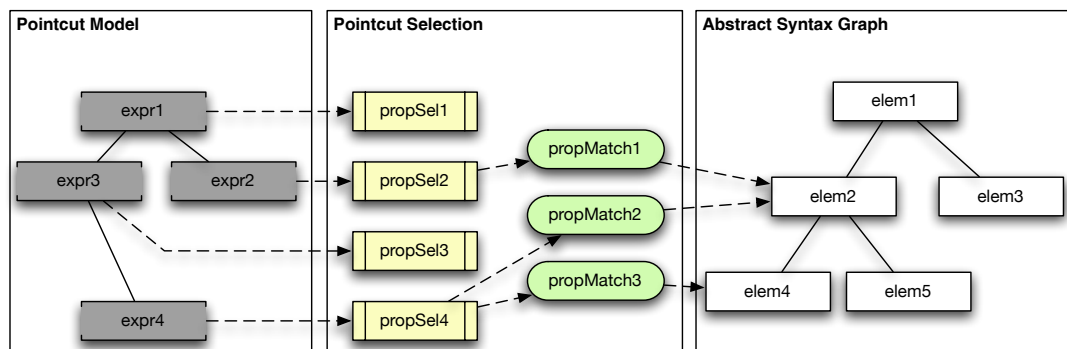 Pointcut Model
Pointcut Selection
Abstract Syntax Graph
expr1
expr3
expr2
expr4
propSel1
propSel2
propSel3
propSel4
propMatch1
propMatch2
propMatch3
elem1
elem2
elem3
elem4
elem5